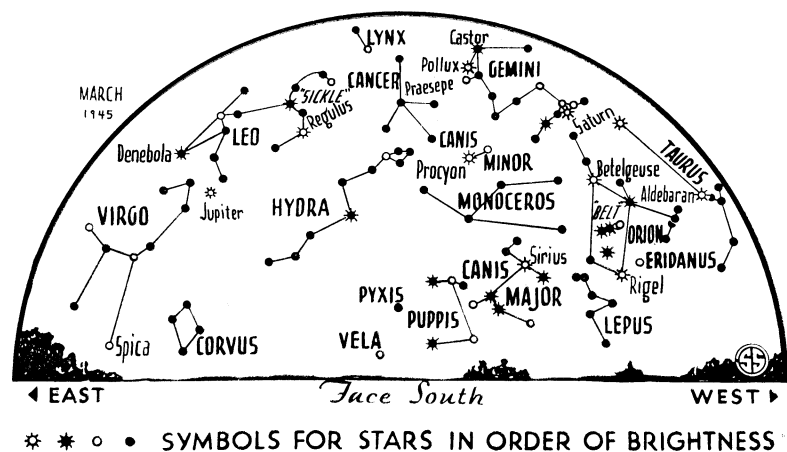 LYNX
Castor
Pollux
GEMINI
CANCER
Praesepe
MARCH
1945
"SICKLE"
Regulus
Saturn
LEO
Denebola
CANIS
MINOR
Procyon
TAURUS
Betelgeuse
Aldebaran
Jupiter
VIRGO
HYDRA
MONOCEROS
"BELT"
ORION
Sirius
ERIDANUS
CANIS
MAJOR
Rigel
PYXIS
PUPPIS
LEPUS
Spica
CORVUS
VELA
SS
EAST
Face South
WEST
SYMBOLS FOR STARS IN ORDER OF BRIGHTNESS